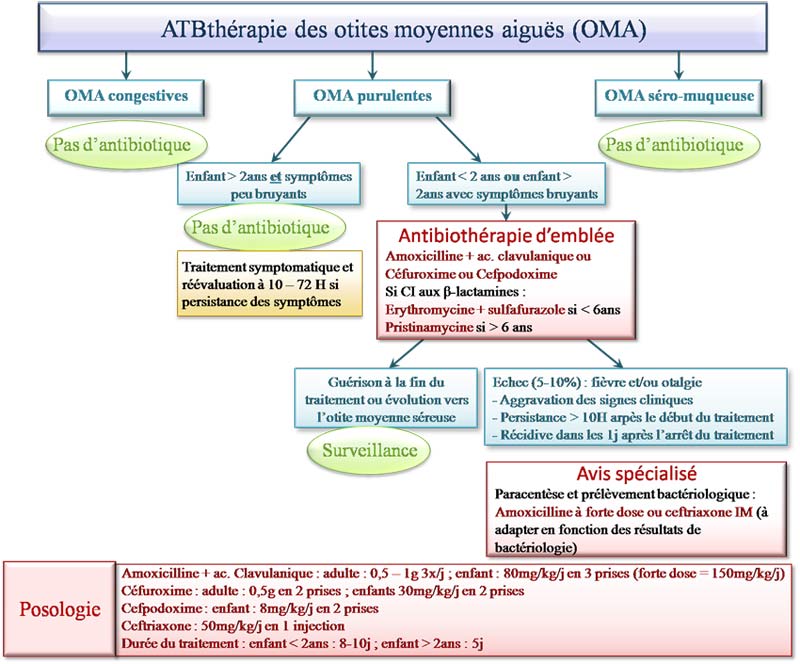 ATBthérapie des otites moyennes aiguës (OMA)
OMA congestives
OMA purulentes
OMA séro-muqueuse
Pas d'antibiotique
Pas d'antibiotique
Enfant > 2ans et symptômes
peu bruyants
Enfant < 2 ans ou enfant >
2ans avec symptômes bruyants
Pas d'antibiotique
Traitement symptomatique et
réévaluation à 10 – 72 H si
persistance des symptômes
Antibiothérapie d'emblée
Amoxicilline + ac. clavulanique ou
Céfuroxime ou Cefpodoxime
Si CI aux β-lactamines :
Erythromycine + sulfafurazole si < 6ans
Pristinamycine si > 6 ans
Guérison à la fin du
traitement ou évolution vers
l'otite moyenne séreuse
Surveillance
Echec (5-10%) : fièvre et/ou otalgie
- Aggravation des signes cliniques
- Persistance > 10H arpès le début du traitement
- Récidive dans les 1j après l'arrêt du traitement
Avis spécialisé
Paracentèse et prélèvement bactériologique :
Amoxicilline à forte dose ou ceftriaxone IM (à
adapter en fonction des résultats de
bactériologie)
Posologie
Amoxicilline + ac. Clavulanique : adulte : 0,5 – 1g 3x/j ; enfant : 80mg/kg/j en 3 prises (forte dose = 150mg/kg/j)
Céfuroxime : adulte : 0,5g en 2 prises ; enfants 30mg/kg/j en 2 prises
Cefpodoxime : enfant : 8mg/kg/j en 2 prises
Ceftriaxone : 50mg/kg/j en 1 injection
Durée du traitement : enfant < 2ans : 8-10j ; enfant > 2ans : 5j